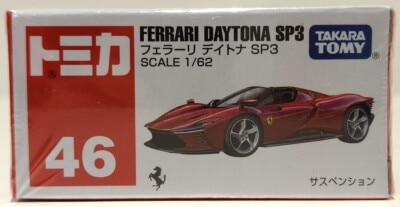 トミカ
46
FERRARI DAYTONA SP3
フェラーリ デイトナ SP3
SCALE 1/62
TAKARA
TOMY
サスペンション